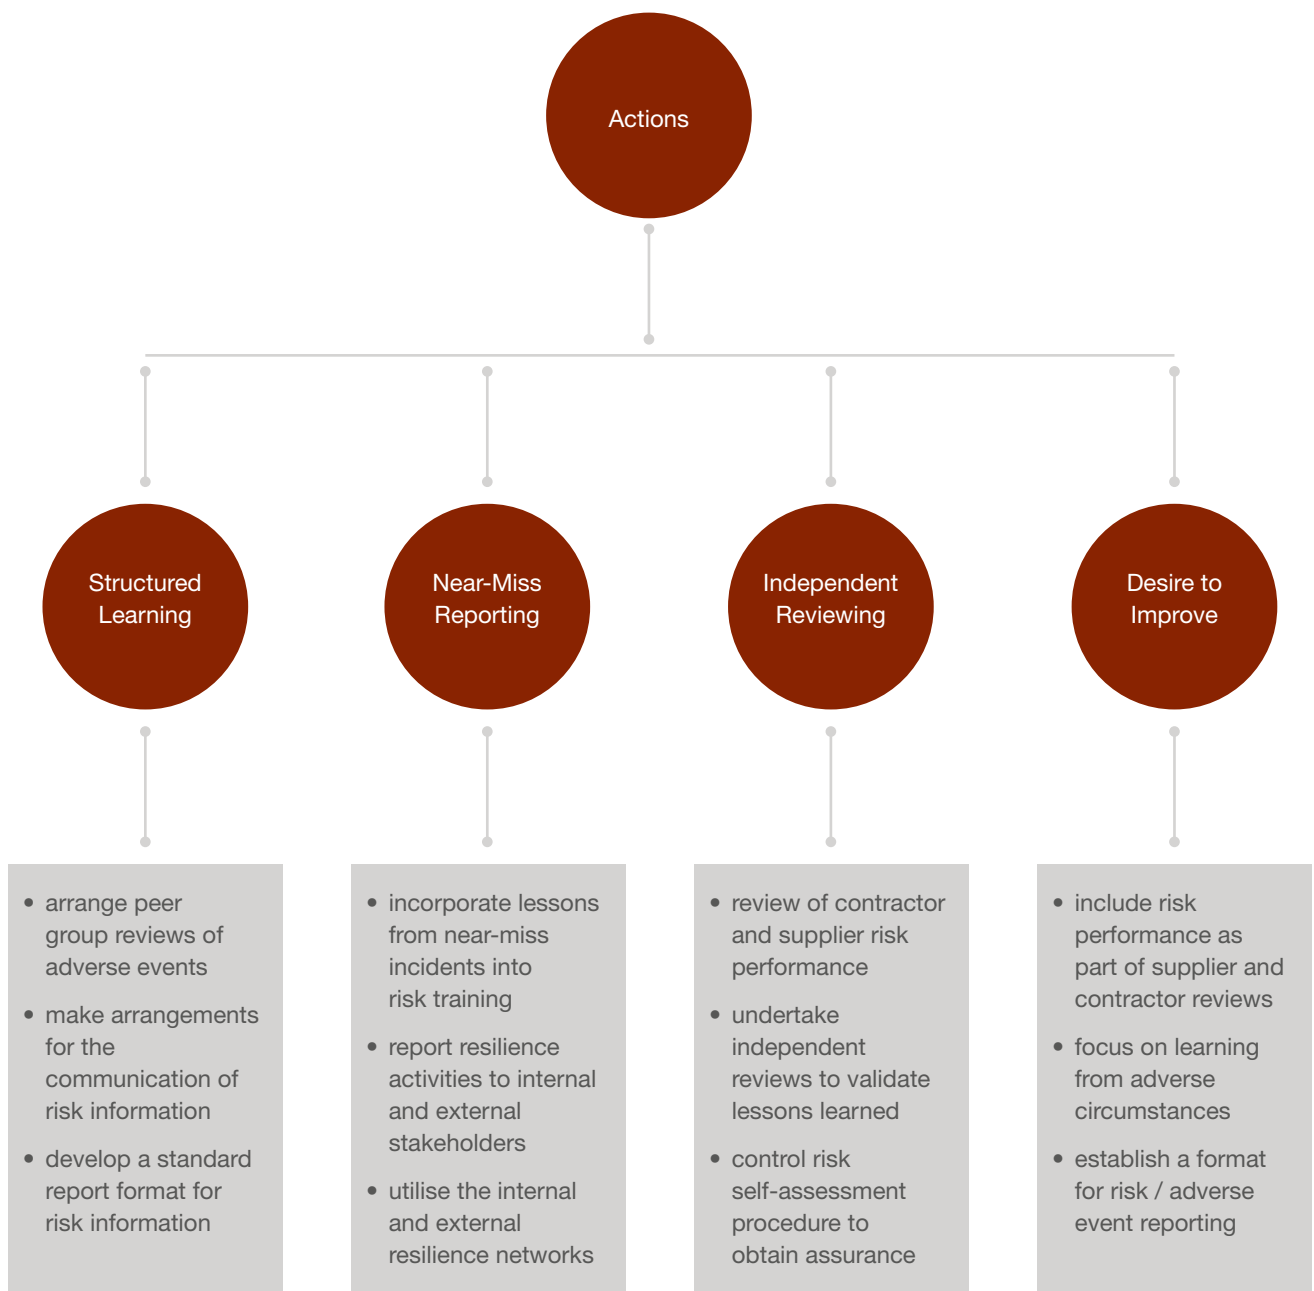 Actions
Structured
Learning
Near-Miss
Reporting
Independent
Reviewing
Desire to
Improve
• arrange peer
group reviews of
adverse events
• make arrangements
for the
communication of
risk information
• develop a standard
report format for
risk information
• incorporate lessons
from near-miss
incidents into
risk training
• report resilience
activities to internal
and external
stakeholders
• utilise the internal
and external
resilience networks
• review of contractor
and supplier risk
performance
• undertake
independent
reviews to validate
lessons learned
• control risk
self-assessment
procedure to
obtain assurance
• include risk
performance as
part of supplier and
contractor reviews
• focus on learning
from adverse
circumstances
• establish a format
for risk / adverse
event reporting